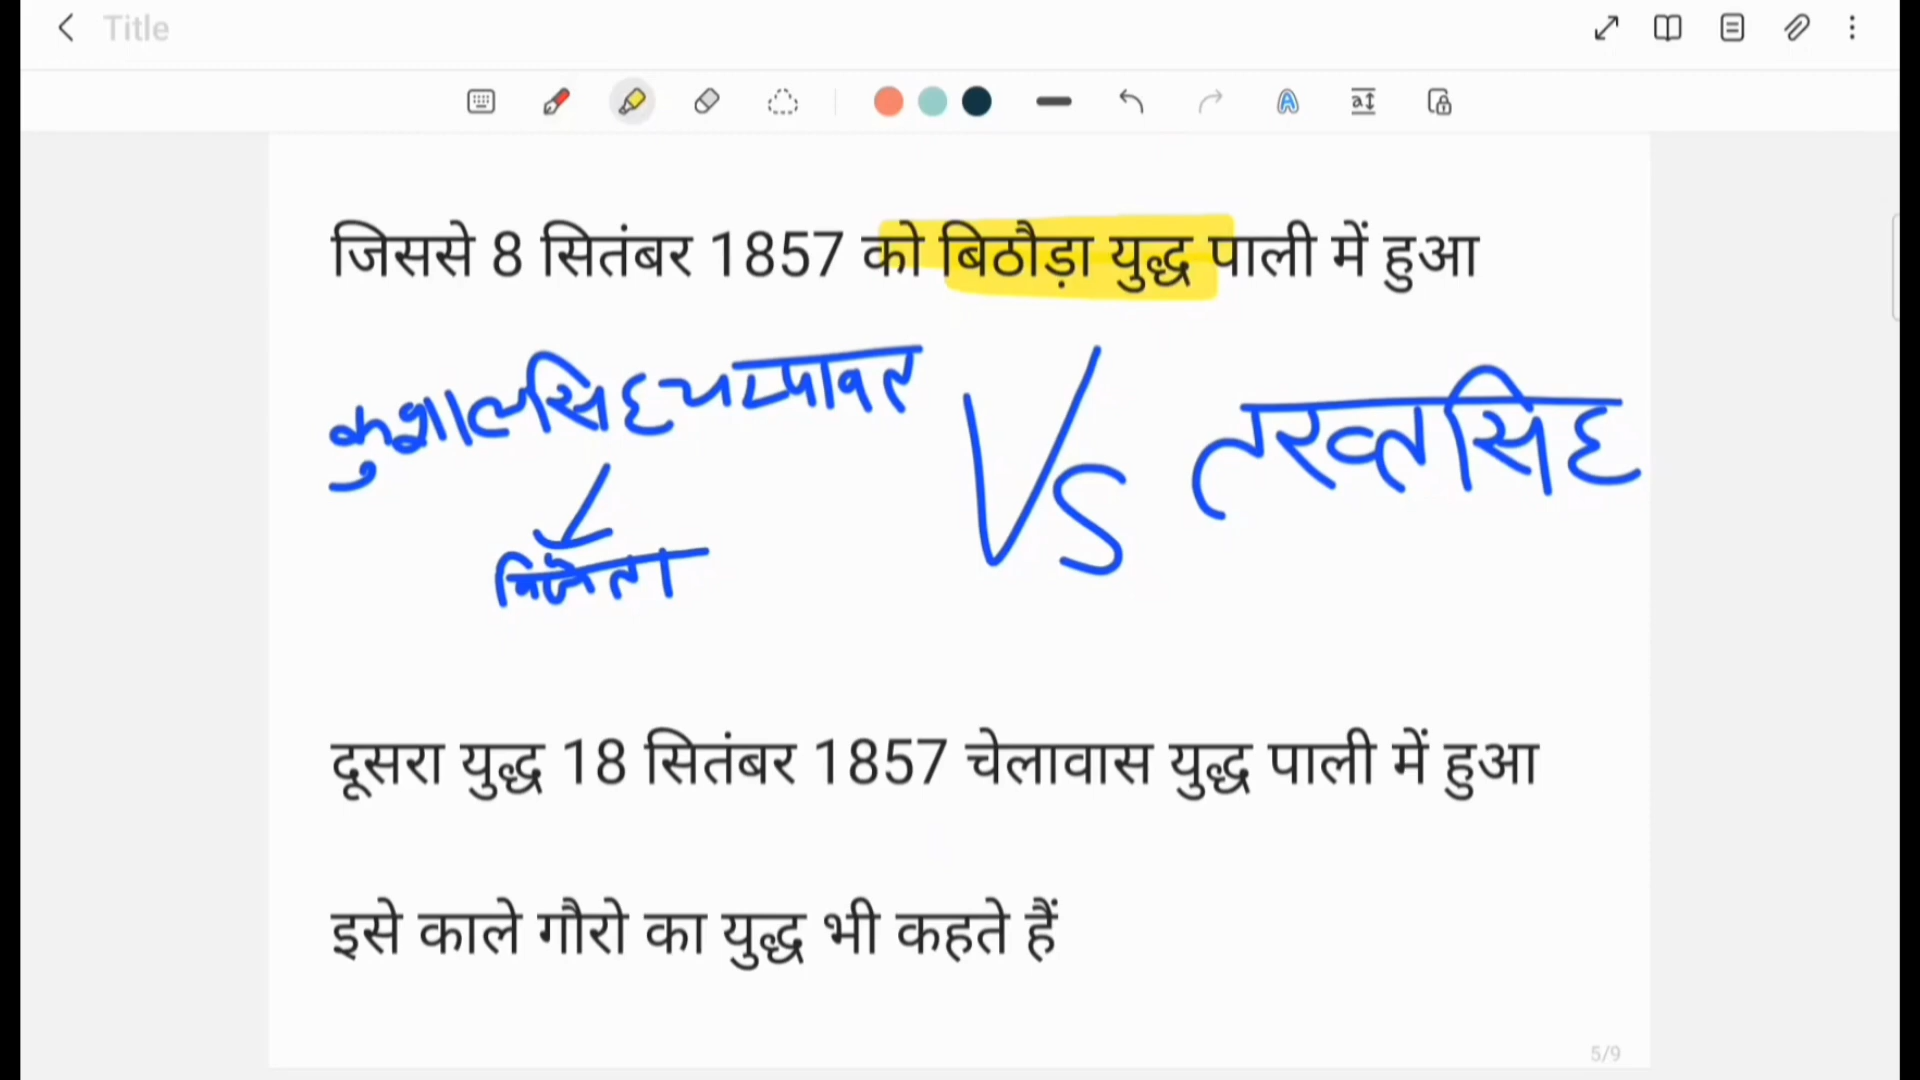 Title
जिससे 8 सितंबर 1857 को बिठौड़ा युद्ध पाली में हुआ
कुशालसिंह चम्पावत Vs तख्तसिंह
विजेता
दूसरा युद्ध 18 सितंबर 1857 चेलावास युद्ध पाली में हुआ
इसे काले गौरो का युद्ध भी कहते हैं
5/9